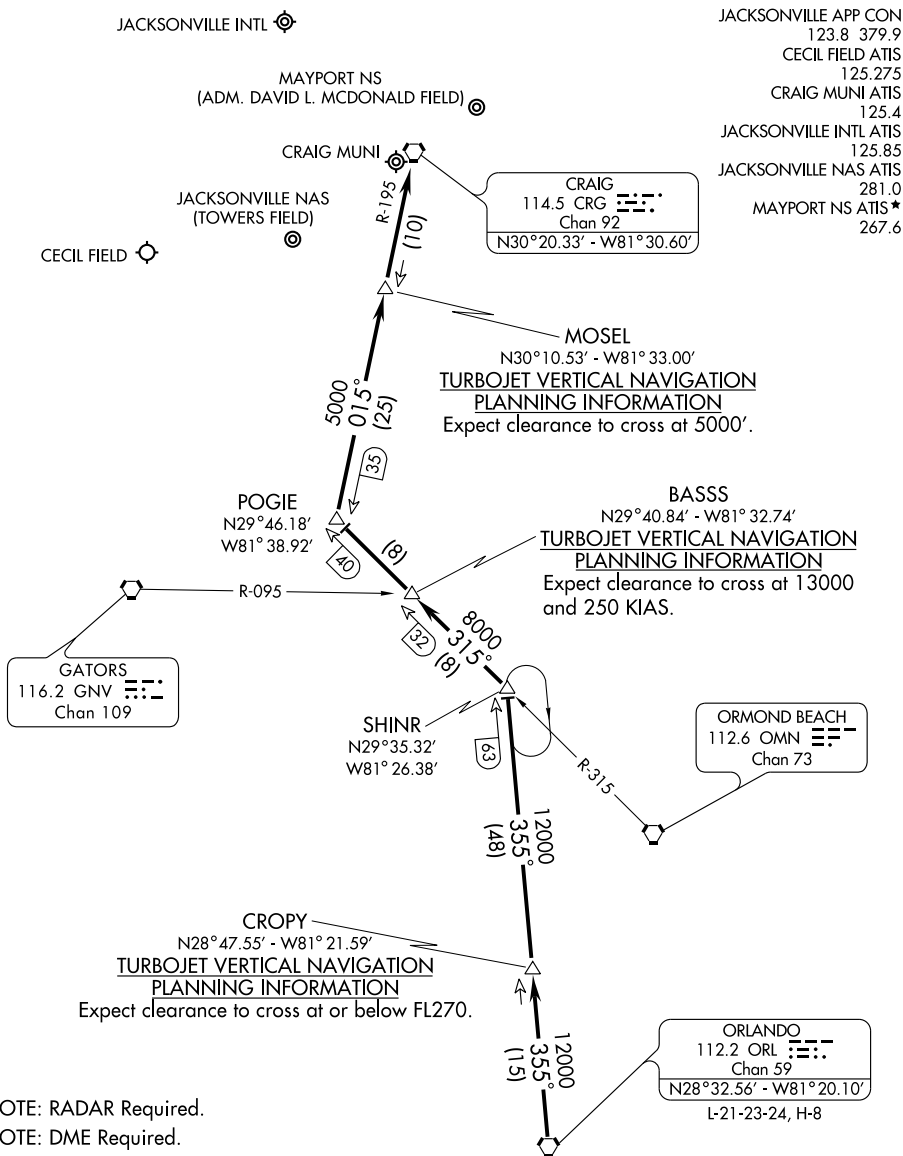 JACKSONVILLE INTL
JACKSONVILLE APP CON
123.8 379.9
CECIL FIELD ATIS
125.275
CRAIG MUNI ATIS
125.4
JACKSONVILLE INTL ATIS
125.85
JACKSONVILLE NAS ATIS
281.0
MAYPORT NS ATIS★
267.6
MAYPORT NS
(ADM. DAVID L. MCDONALD FIELD)
CRAIG MUNI
JACKSONVILLE NAS
(TOWERS FIELD)
CECIL FIELD
CRAIG
114.5 CRG
Chan 92
N30°20.33' - W81°30.60'
R-195
(10)
MOSEL
N30°10.53' - W81°33.00'
TURBOJET VERTICAL NAVIGATION
PLANNING INFORMATION
Expect clearance to cross at 5000'.
5000
015°
(25)
35
POGIE
N29°46.18'
W81°38.92'
40
(8)
BASSS
N29°40.84' - W81°32.74'
TURBOJET VERTICAL NAVIGATION
PLANNING INFORMATION
Expect clearance to cross at 13000
and 250 KIAS.
R-095
32
8000
315°
(8)
GATORS
116.2 GNV
Chan 109
SHINR
N29°35.32'
W81°26.38'
63
ORMOND BEACH
112.6 OMN
Chan 73
R-315
12000
355°
(48)
CROPY
N28°47.55' - W81°21.59'
TURBOJET VERTICAL NAVIGATION
PLANNING INFORMATION
Expect clearance to cross at or below FL270.
12000
355°
(15)
ORLANDO
112.2 ORL
Chan 59
N28°32.56' - W81°20.10'
L-21-23-24, H-8
OTE: RADAR Required.
OTE: DME Required.